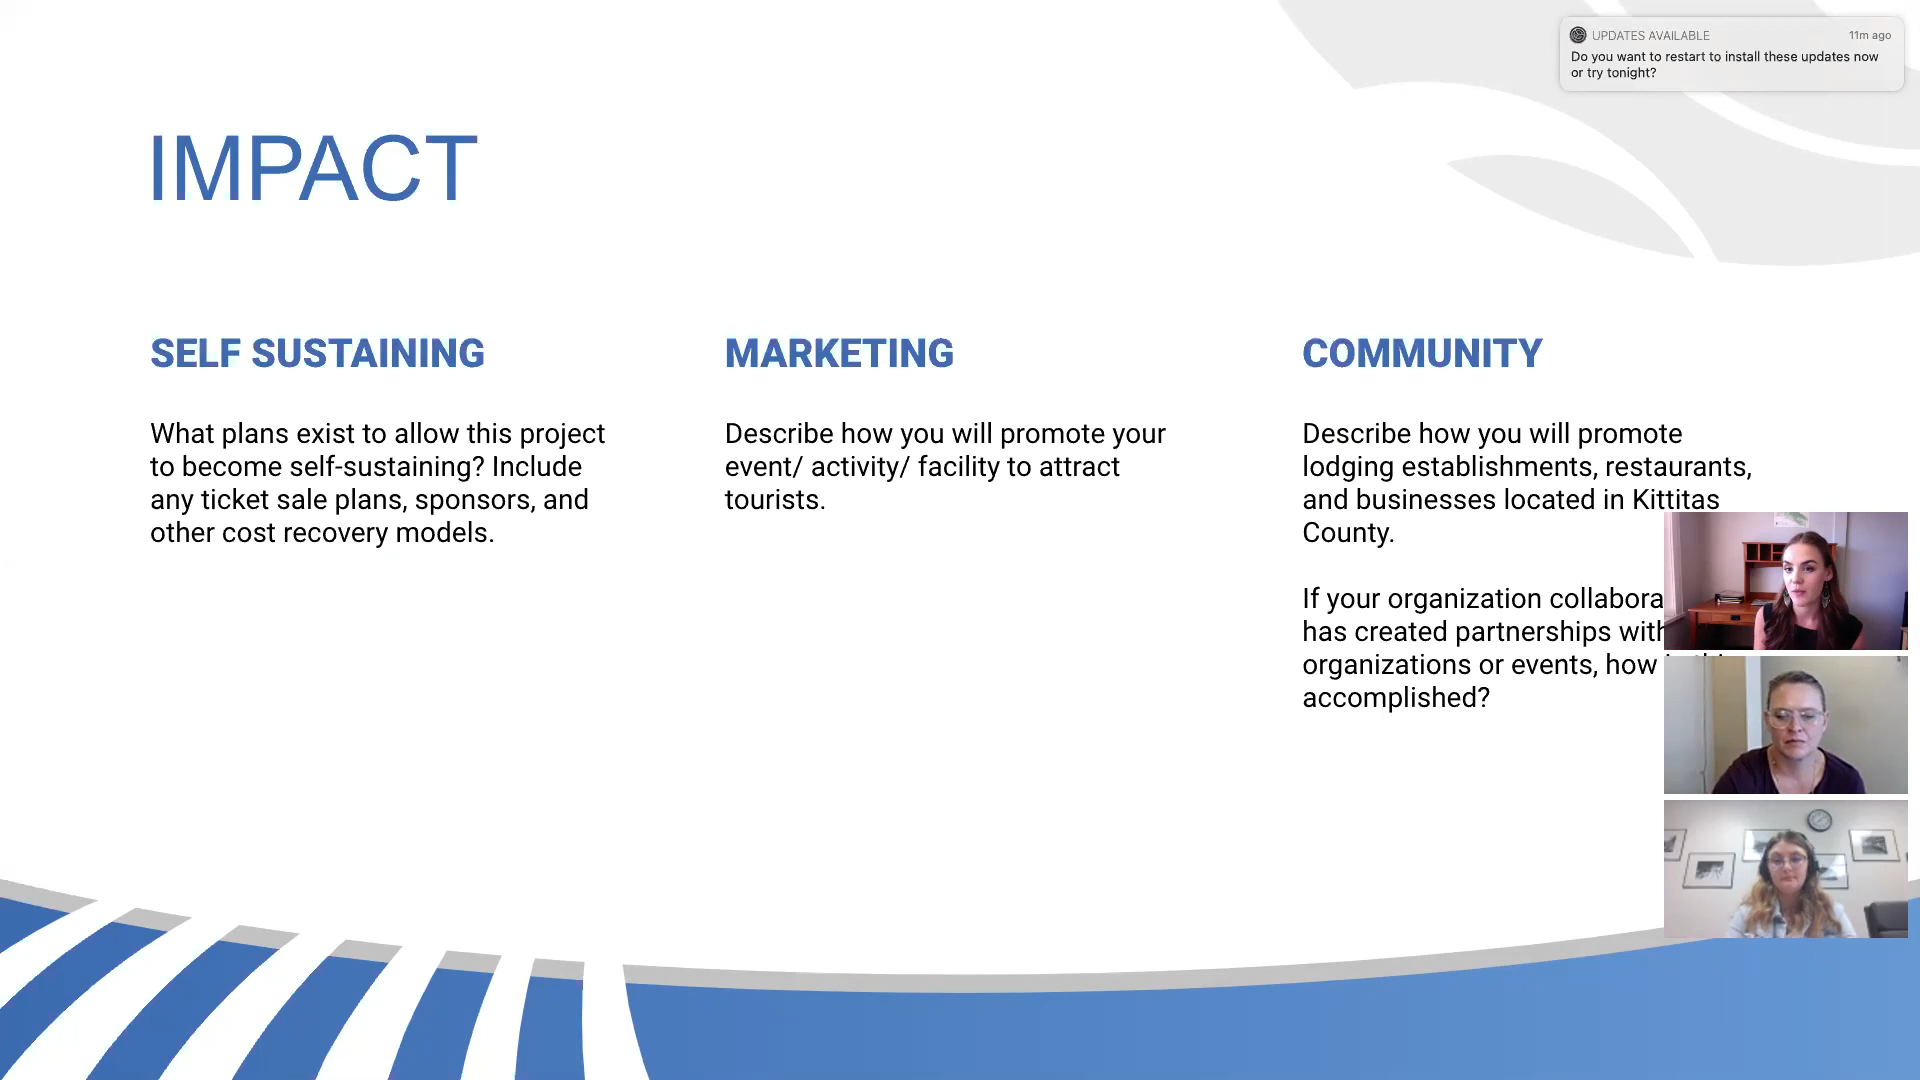 UPDATES AVAILABLE
11m ago
Do you want to restart to install these updates now
or try tonight?
IMPACT
SELF SUSTAINING
What plans exist to allow this project
to become self-sustaining? Include
any ticket sale plans, sponsors, and
other cost recovery models.
MARKETING
Describe how you will promote your
event/ activity/ facility to attract
tourists.
COMMUNITY
Describe how you will promote
lodging establishments, restaurants,
and businesses located in Kittitas
County.
If your organization
has created partnerships with
organizations or events, how
accomplished?